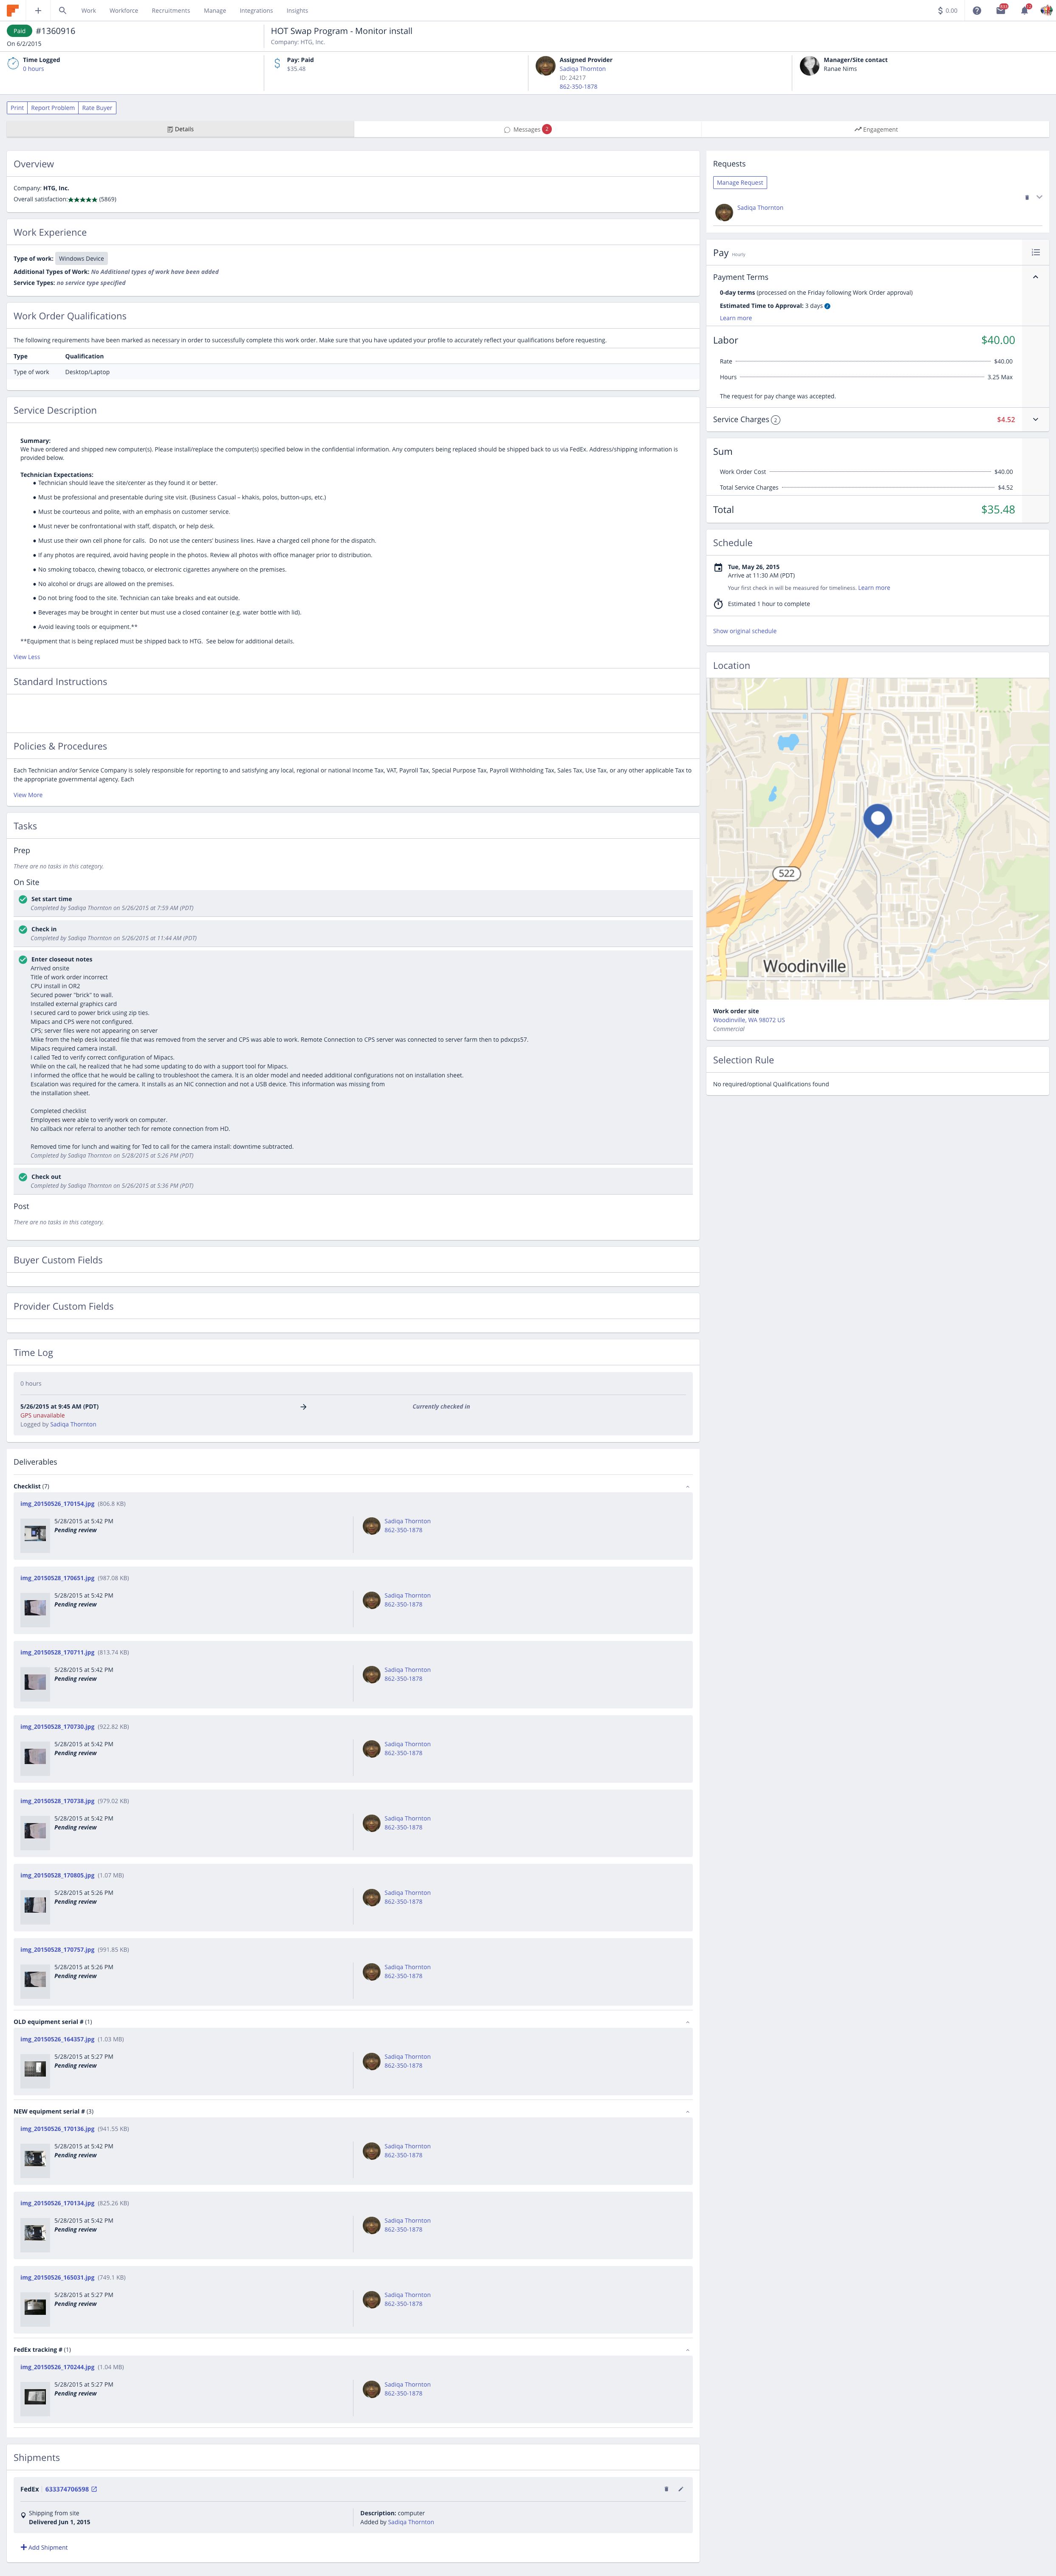 Work Workforce Recruitments Manage Integrations Insights 0.00
Paid #1360916
On 6/2/2015
HOT Swap Program - Monitor install
Company: HTG, Inc.
Time Logged
0 hours
Pay: Paid
$35.48
Assigned Provider
Sadiqa Thornton
ID: 24217
862-350-1878
Manager/Site contact
Ranae Nims
Print Report Problem Rate Buyer
Details Messages 2 Engagement
Overview
Company: HTG, Inc.
Overall satisfaction: (5869)
Work Experience
Type of work: Windows Device
Additional Types of Work: No Additional types of work have been added
Service Types: no service type specified
Work Order Qualifications
The following requirements have been marked as necessary in order to successfully complete this work order. Make sure that you have updated your profile to accurately reflect your qualifications before requesting.
Type Qualification
Type of work Desktop/Laptop
Service Description
Summary:
We have ordered and shipped new computer(s). Please install/replace the computer(s) specified below in the confidential information. Any computers being replaced should be shipped back to us via FedEx. Address/shipping information is
provided below.
Technician Expectations:
● Technician should leave the site/center as they found it or better.
● Must be professional and presentable during site visit. (Business Casual – khakis, polos, button-ups, etc.)
● Must be courteous and polite, with an emphasis on customer service.
● Must never be confrontational with staff, dispatch, or help desk.
● Must use their own cell phone for calls. Do not use the centers' business lines. Have a charged cell phone for the dispatch.
● If any photos are required, avoid having people in the photos. Review all photos with office manager prior to distribution.
● No smoking tobacco, chewing tobacco, or electronic cigarettes anywhere on the premises.
● No alcohol or drugs are allowed on the premises.
● Do not bring food to the site. Technician can take breaks and eat outside.
● Beverages may be brought in center but must use a closed container (e.g. water bottle with lid).
● Avoid leaving tools or equipment.**
**Equipment that is being replaced must be shipped back to HTG. See below for additional details.
View Less
Standard Instructions
Policies & Procedures
Each Technician and/or Service Company is solely responsible for reporting to and satisfying any local, regional or national Income Tax, VAT, Payroll Tax, Special Purpose Tax, Payroll Withholding Tax, Sales Tax, Use Tax, or any other applicable Tax to
the appropriate governmental agency. Each
View More
Tasks
Prep
There are no tasks in this category.
On Site
Set start time
Completed by Sadiqa Thornton on 5/26/2015 at 7:59 AM (PDT)
Check in
Completed by Sadiqa Thornton on 5/26/2015 at 11:44 AM (PDT)
Enter closeout notes
Arrived onsite
Title of work order incorrect
CPU install in OR2
Secured power "brick" to wall.
Installed external graphics card
I secured card to power brick using zip ties.
Mipacs and CPS were not configured.
CPS; server files were not appearing on server
Mike from the help desk located file that was removed from the server and CPS was able to work. Remote Connection to CPS server was connected to server farm then to pdxcps57.
Mipacs required camera install.
I called Ted to verify correct configuration of Mipacs.
While on the call, he realized that he had some updating to do with a support tool for Mipacs.
I informed the office that he would be calling to troubleshoot the camera. It is an older model and needed additional configurations not on installation sheet.
Escalation was required for the camera. It installs as an NIC connection and not a USB device. This information was missing from
the installation sheet.
Completed checklist
Employees were able to verify work on computer.
No callback nor referral to another tech for remote connection from HD.
Removed time for lunch and waiting for Ted to call for the camera install: downtime subtracted.
Completed by Sadiqa Thornton on 5/28/2015 at 5:26 PM (PDT)
Check out
Completed by Sadiqa Thornton on 5/26/2015 at 5:36 PM (PDT)
Post
There are no tasks in this category.
Buyer Custom Fields
Provider Custom Fields
Time Log
0 hours
5/26/2015 at 9:45 AM (PDT) Currently checked in
GPS unavailable
Logged by Sadiqa Thornton
Deliverables
Checklist (7)
img_20150526_170154.jpg (806.8 KB)
5/28/2015 at 5:42 PM Sadiqa Thornton
Pending review 862-350-1878
img_20150528_170651.jpg (987.08 KB)
5/28/2015 at 5:42 PM Sadiqa Thornton
Pending review 862-350-1878
img_20150528_170711.jpg (813.74 KB)
5/28/2015 at 5:42 PM Sadiqa Thornton
Pending review 862-350-1878
img_20150528_170730.jpg (922.82 KB)
5/28/2015 at 5:42 PM Sadiqa Thornton
Pending review 862-350-1878
img_20150528_170738.jpg (979.02 KB)
5/28/2015 at 5:42 PM Sadiqa Thornton
Pending review 862-350-1878
img_20150528_170805.jpg (1.07 MB)
5/28/2015 at 5:26 PM Sadiqa Thornton
Pending review 862-350-1878
img_20150528_170757.jpg (991.85 KB)
5/28/2015 at 5:26 PM Sadiqa Thornton
Pending review 862-350-1878
OLD equipment serial # (1)
img_20150526_164357.jpg (1.03 MB)
5/28/2015 at 5:27 PM Sadiqa Thornton
Pending review 862-350-1878
NEW equipment serial # (3)
img_20150526_170136.jpg (941.55 KB)
5/28/2015 at 5:42 PM Sadiqa Thornton
Pending review 862-350-1878
img_20150526_170134.jpg (825.26 KB)
5/28/2015 at 5:42 PM Sadiqa Thornton
Pending review 862-350-1878
img_20150526_165031.jpg (749.1 KB)
5/28/2015 at 5:27 PM Sadiqa Thornton
Pending review 862-350-1878
FedEx tracking # (1)
img_20150526_170244.jpg (1.04 MB)
5/28/2015 at 5:27 PM Sadiqa Thornton
Pending review 862-350-1878
Shipments
FedEx 633374706598
Shipping from site Description: computer
Delivered Jun 1, 2015 Added by Sadiqa Thornton
Add Shipment
Requests
Manage Request
Sadiqa Thornton
Pay Hourly
Payment Terms
0-day terms (processed on the Friday following Work Order approval)
Estimated Time to Approval: 3 days
Learn more
Labor $40.00
Rate $40.00
Hours 3.25 Max
The request for pay change was accepted.
Service Charges 2 $4.52
Sum
Work Order Cost $40.00
Total Service Charges $4.52
Total $35.48
Schedule
Tue, May 26, 2015
Arrive at 11:30 AM (PDT)
Your first check in will be measured for timeliness. Learn more
Estimated 1 hour to complete
Show original schedule
Location
522
Woodinville
Work order site
Woodinville, WA 98072 US
Commercial
Selection Rule
No required/optional Qualifications found